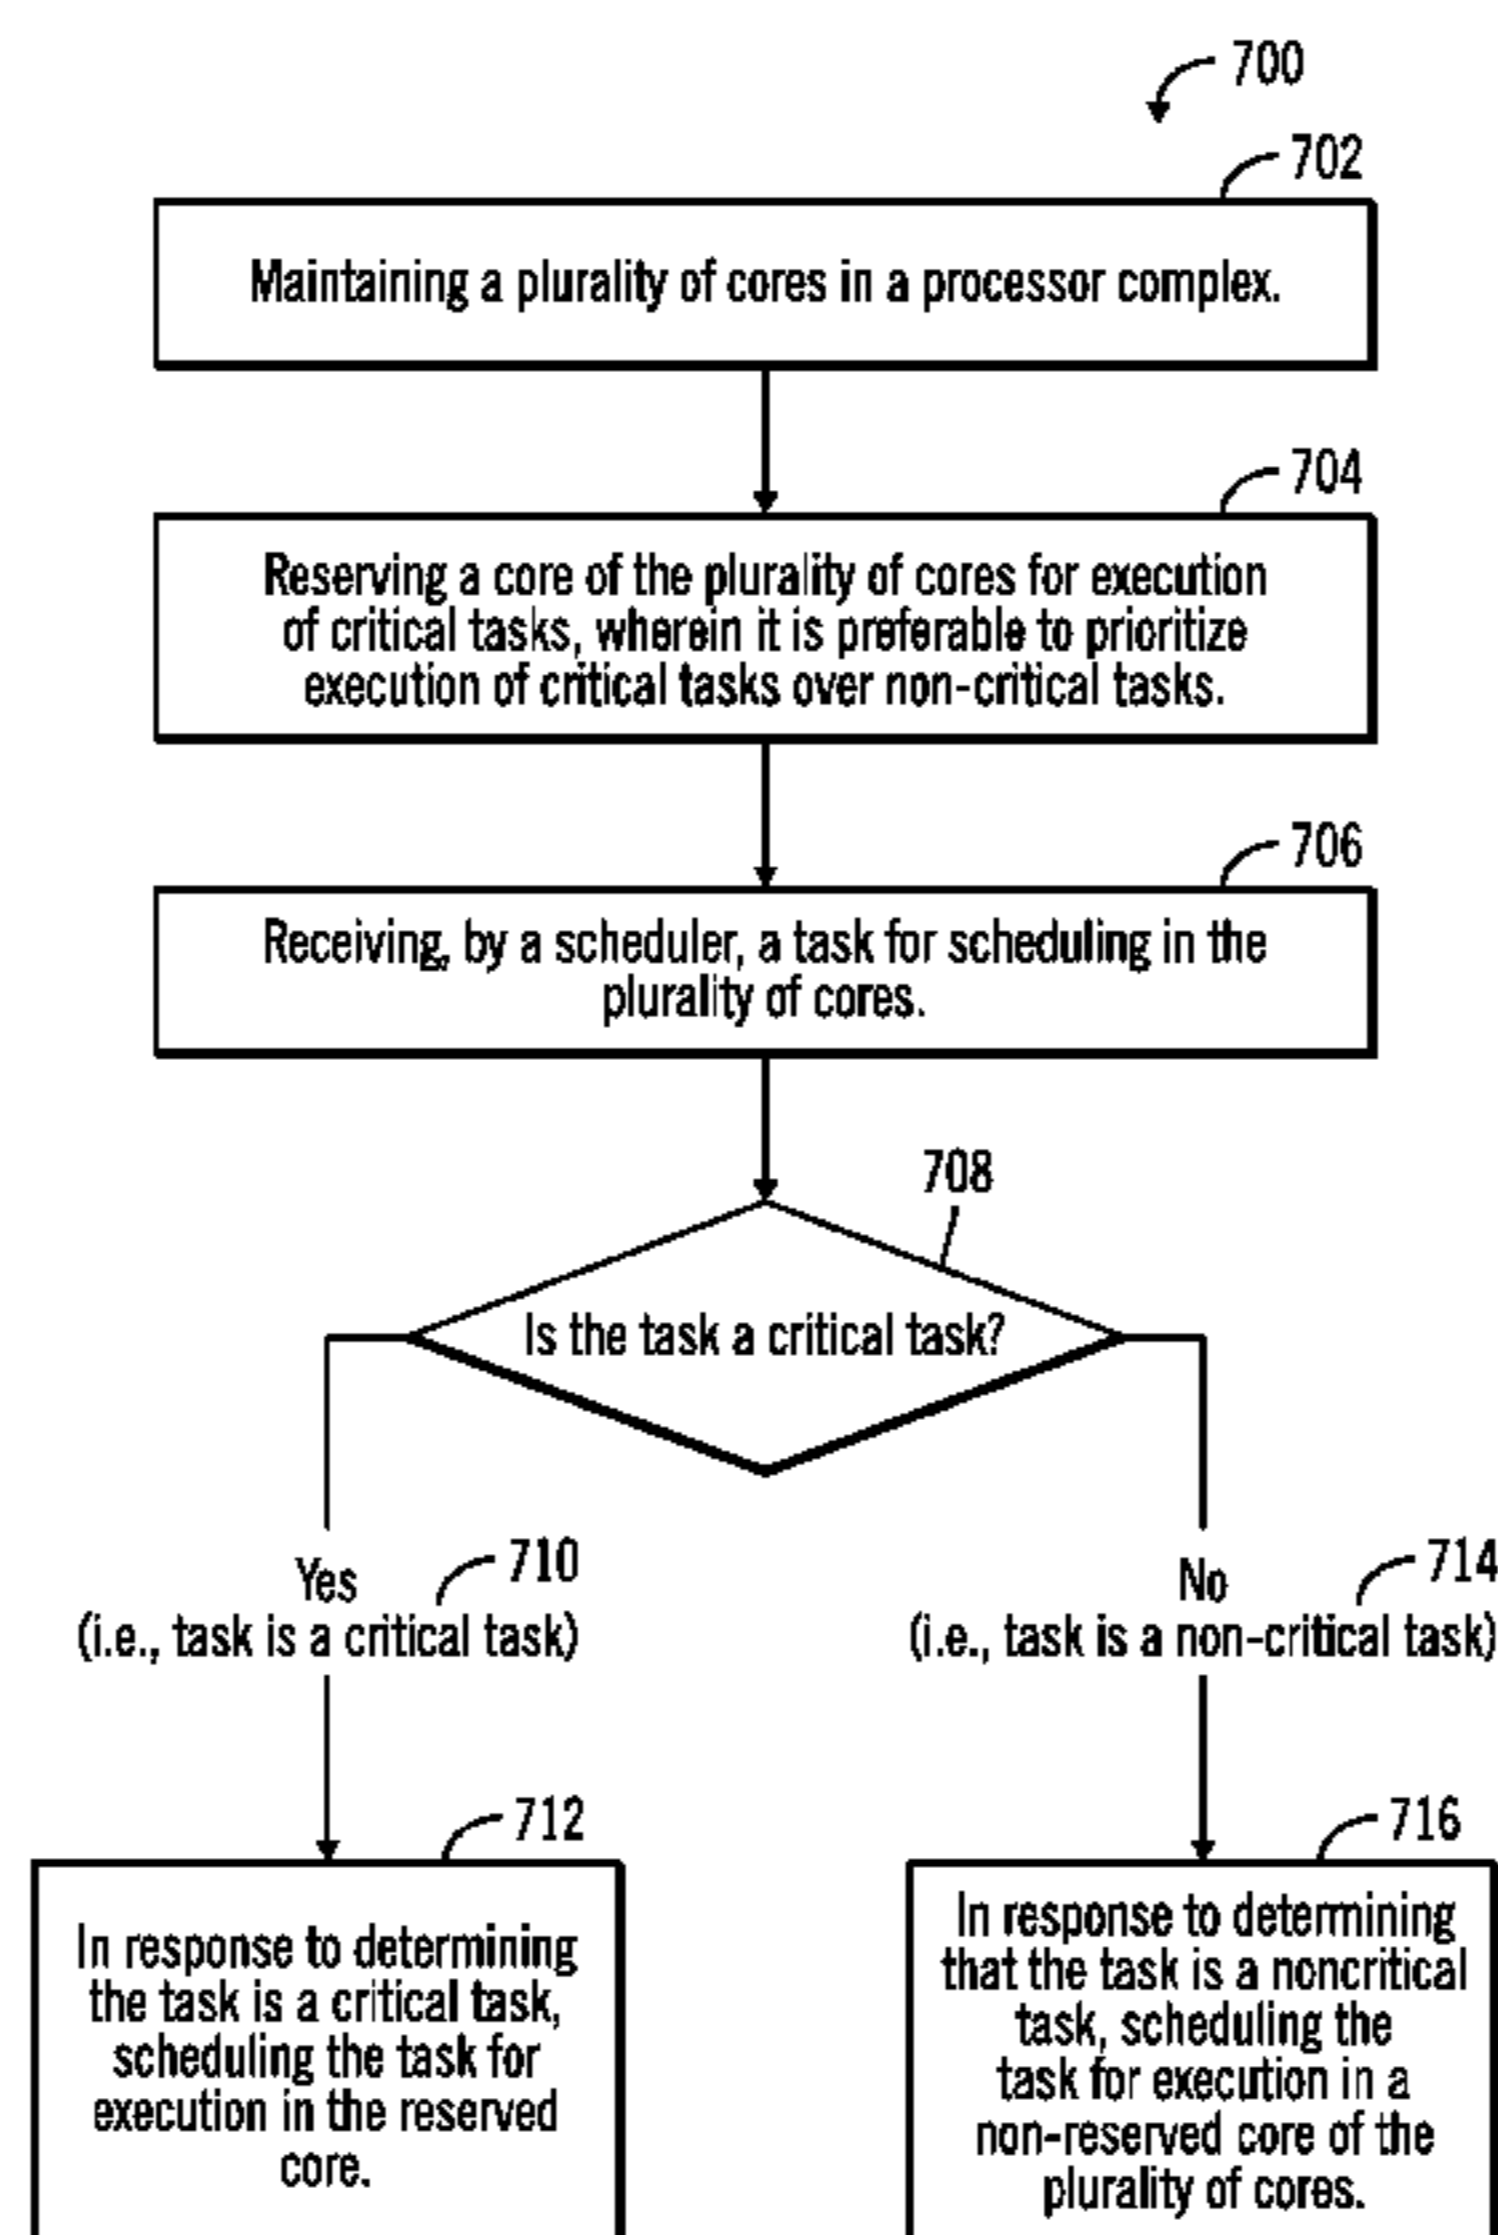 700
702
Maintaining a plurality of cores in a processor complex.
704
Reserving a core of the plurality of cores for execution
of critical tasks, wherein it is preferable to prioritize
execution of critical tasks over non-critical tasks.
706
Receiving, by a scheduler, a task for scheduling in the
plurality of cores.
708
Is the task a critical task?
Yes
710
(i.e., task is a critical task)
No
714
(i.e., task is a non-critical task)
712
In response to determining
the task is a critical task,
scheduling the task for
execution in the reserved
core.
716
In response to determining
that the task is a noncritical
task, scheduling the
task for execution in a
non-reserved core of the
plurality of cores.